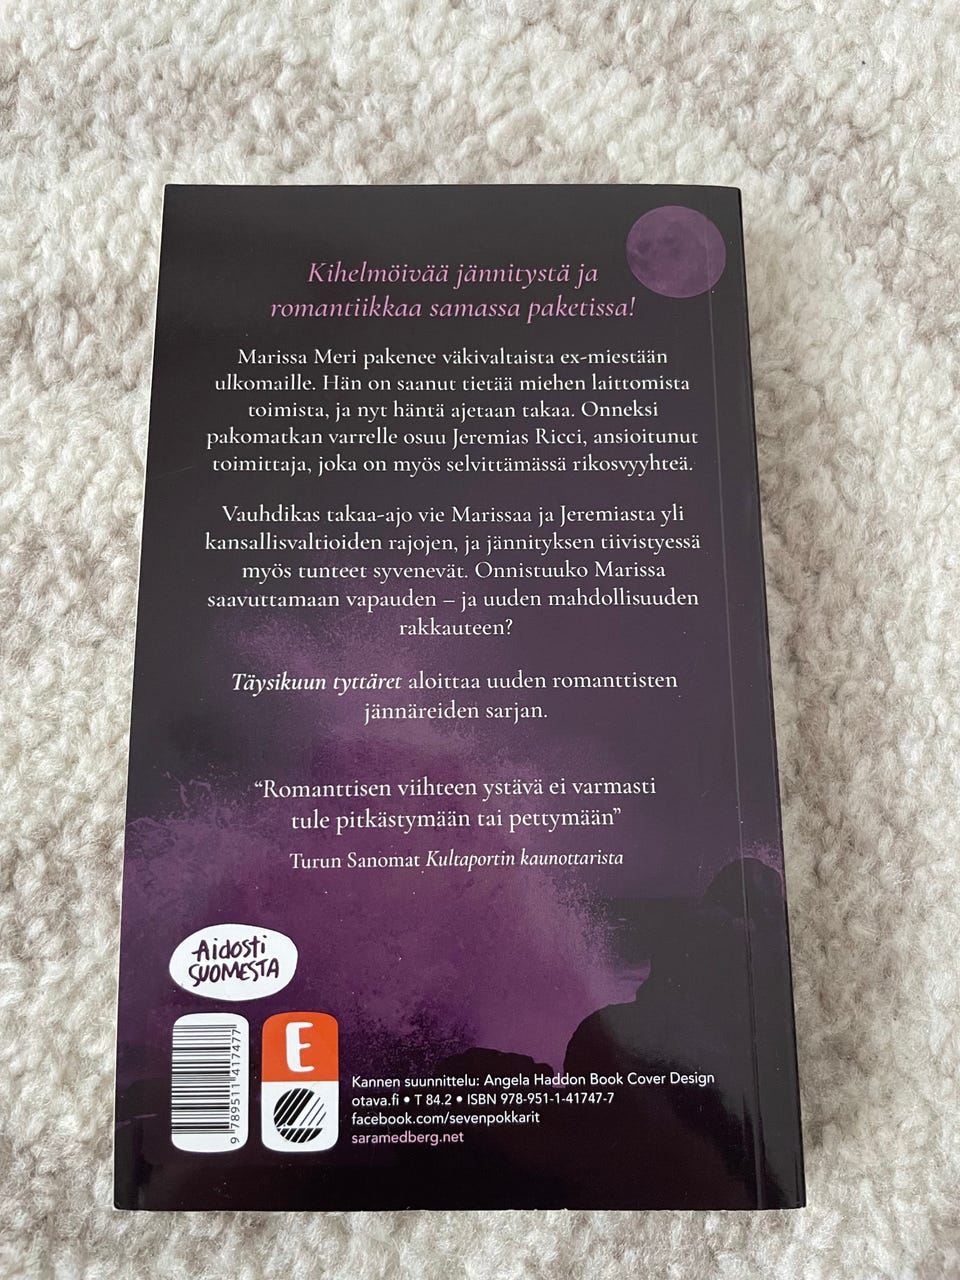 Kihelmöivää jännitystä ja
romantiikkaa samassa paketissa!
Marissa Meri pakenee väkivaltaista ex-miestään
ulkomaille. Hän on saanut tietää miehen laittomista
toimista, ja nyt häntä ajetaan takaa. Onneksi
pakomatkan varrelle osuu Jeremias Ricci, ansioitunut
toimittaja, joka on myös selvittämässä rikosvyyhteä.
Vauhdikas takaa-ajo vie Marissaa ja Jeremiasta yli
kansallisvaltioiden rajojen, ja jännityksen tiivistyessä
myös tunteet syvenevät. Onnistuuko Marissa
saavuttamaan vapauden – ja uuden mahdollisuuden
rakkauteen?
Täysikuun tyttäret aloittaa uuden romanttisten
jännäreiden sarjan.
“Romanttisen viihteen ystävä ei varmasti
tule pitkästymään tai pettymään”
Turun Sanomat Kultaportin kaunottarista
Aidosti
SUOMESTA
9 789511 417477
E
Kannen suunnittelu: Angela Haddon Book Cover Design
otava.fi • T 84.2 • ISBN 978-951-1-41747-7
facebook.com/sevenpokkarit
saramedberg.net